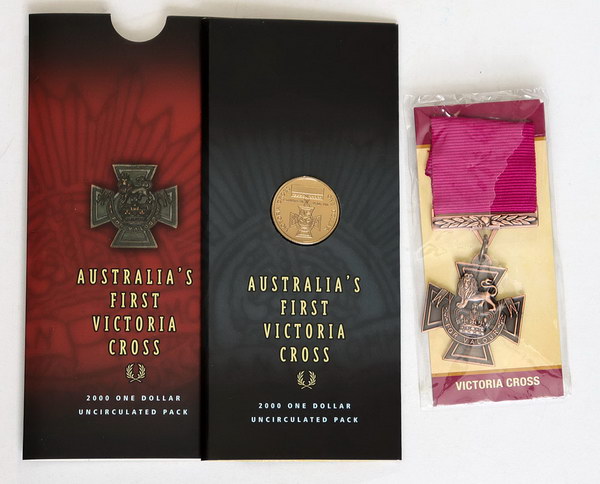 AUSTRALIA'S
FIRST
VICTORIA
CROSS
2000 ONE DOLLAR
UNCIRCULATED PACK
AUSTRALIA'S
FIRST
VICTORIA
CROSS
2000 ONE DOLLAR
UNCIRCULATED PACK
VICTORIA CROSS